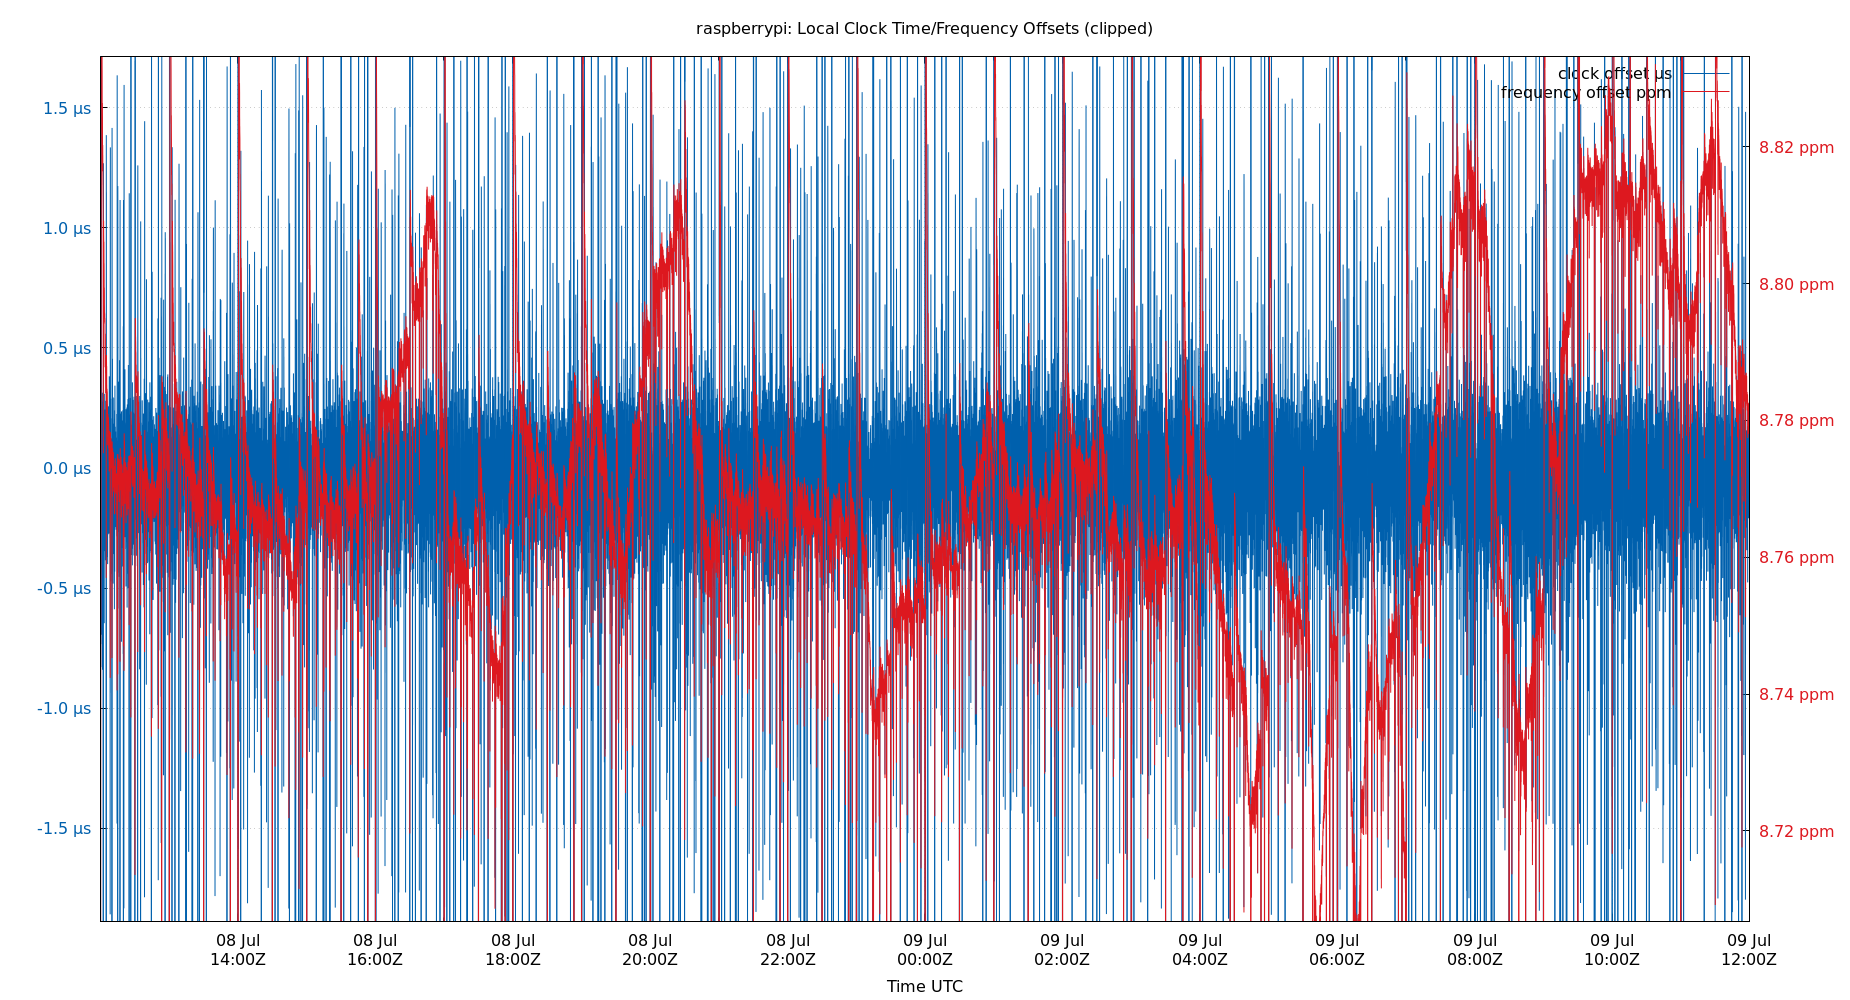 raspberrypi: Local Clock Time/Frequency Offsets (clipped)
clock offset µs
frequency offset ppm
1.5 µs
1.0 µs
0.5 µs
0.0 µs
-0.5 µs
-1.0 µs
-1.5 µs
8.82 ppm
8.80 ppm
8.78 ppm
8.76 ppm
8.74 ppm
8.72 ppm
08 Jul 08 Jul 08 Jul 08 Jul 08 Jul 09 Jul 09 Jul 09 Jul 09 Jul 09 Jul 09 Jul 09 Jul
14:00Z 16:00Z 18:00Z 20:00Z 22:00Z 00:00Z 02:00Z 04:00Z 06:00Z 08:00Z 10:00Z 12:00Z
Time UTC